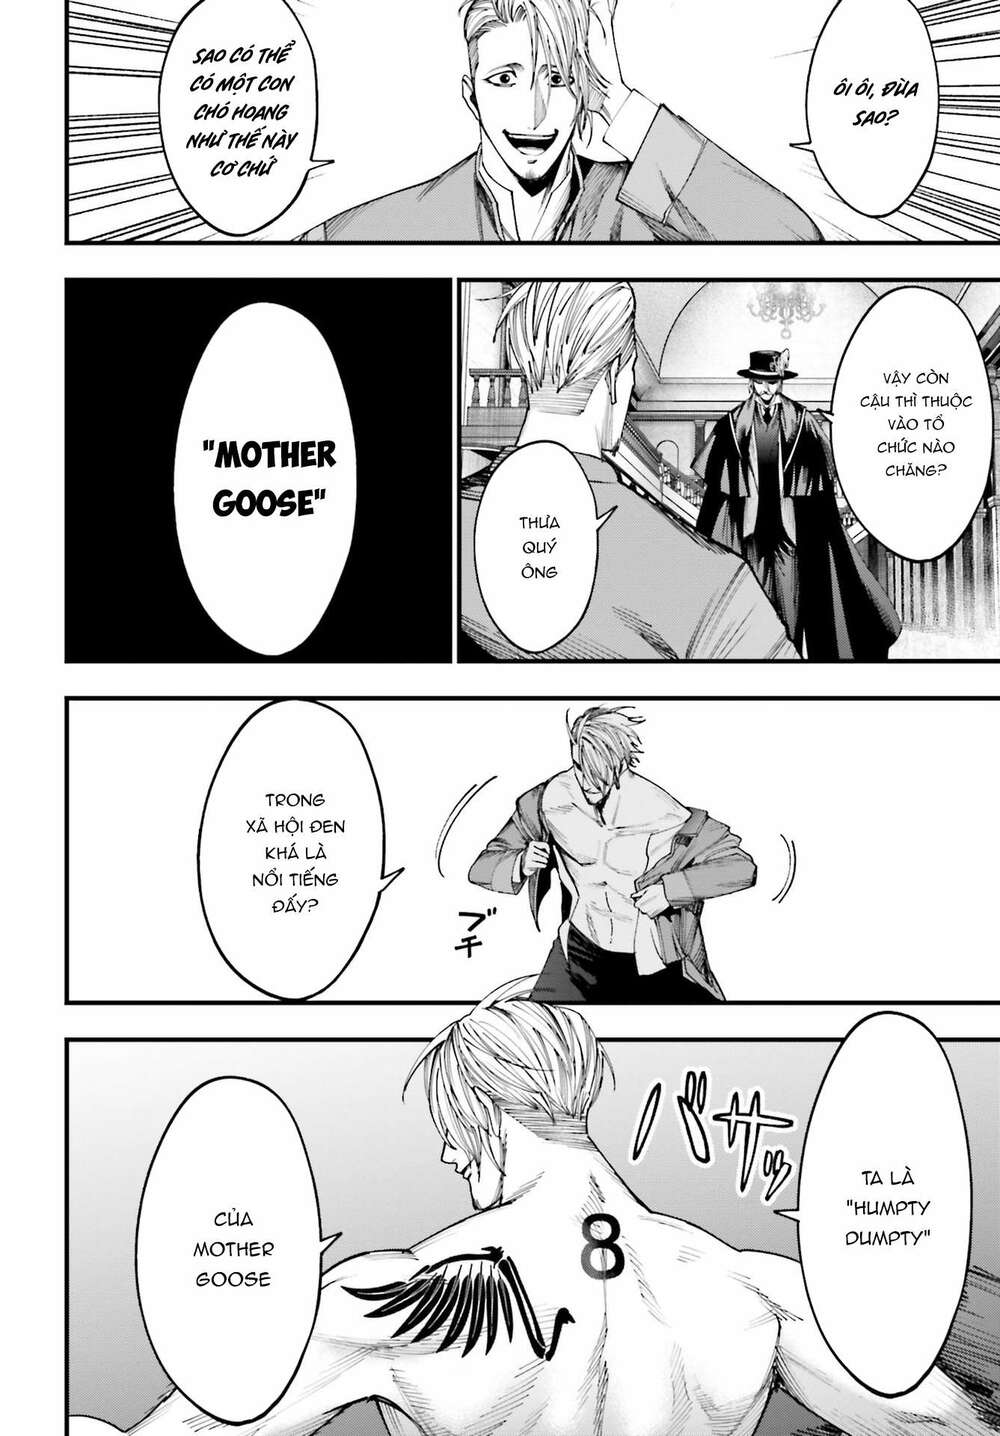 ÔI ÔI, ĐÙA
SAO?
SAO CÓ THỂ
CÓ MỘT CON
CHÓ HOANG
NHƯ THẾ NÀY
CƠ CHỨ
VẬY CÒN
CẬU THÌ THUỘC
VÀO TỔ
CHỨC NÀO
CHĂNG?
THƯA
QUÝ
ÔNG
"MOTHER
GOOSE"
TRONG
XÃ HỘI ĐEN
KHÁ LÀ
NỔI TIẾNG
ĐẤY?
ブチ
バサッ
TA LÀ
"HUMPTY
DUMPTY"
8
CỦA
MOTHER
GOOSE